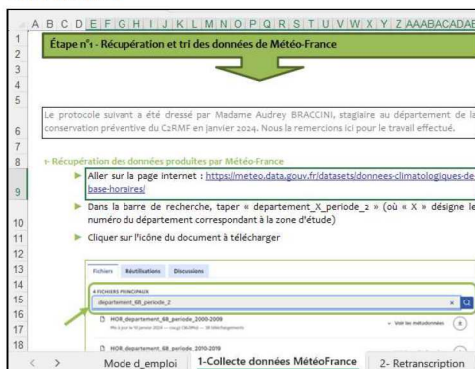 A B C D E F G H I J K L M N O P Q R S T U V W X Y Z AA AB AC AD AE
1
Étape n°1 - Récupération et tri des données de Météo-France
2
3
4
5
Le protocole suivant a été dressé par Madame Audrey BRACCINI, stagiaire au département de la
6 conservation préventive du C2RMF en janvier 2024. Nous la remercions ici pour le travail effectué.
7
8 1- Récupération des données produites par Météo-France
Aller sur la page internet : https://meteo.data.gouv.fr/datasets/donnees-climatologiques-de-
9 base-horaires/
Dans la barre de recherche, taper « departement_X_periode_2 » (où « X » désigne le
10 numéro du département correspondant à la zone d'étude)
11 Cliquer sur l'icône du document à télécharger
12
13 Fichiers Réutilisations Discussions
14 4 FICHIERS PRINCIPAUX
15 departement_68_periode_2 x
16 HOR_departement_68_periode_2000-2009
Voir les métadonnées
17
18 HOR_departement_68_periode_2010-2019
< > Mode d_emploi 1-Collecte données MétéoFrance 2- Retranscription